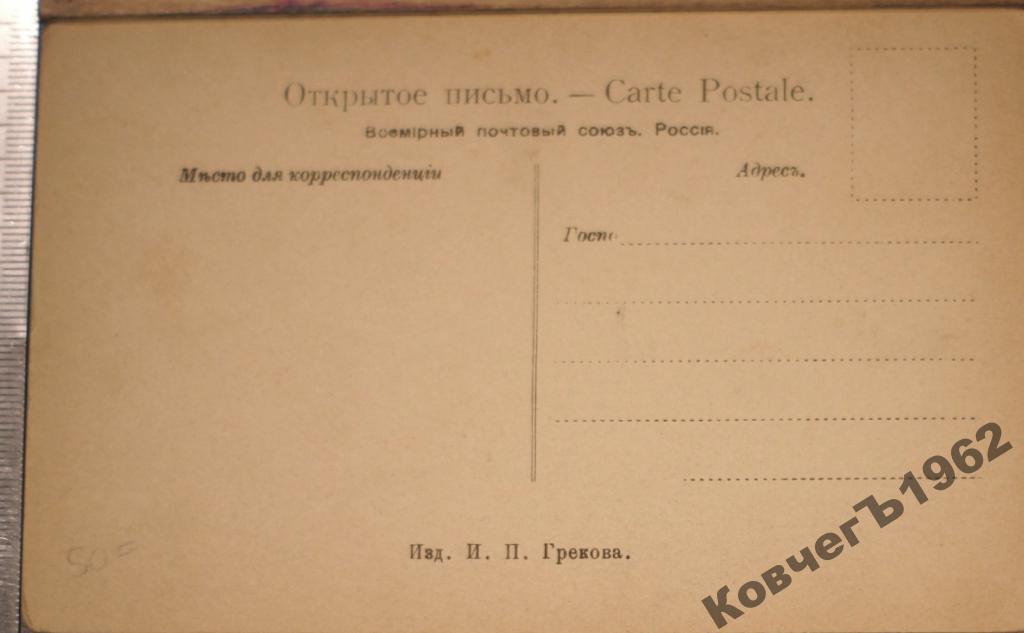 Открытое письмо. — Carte Postale.
Всемірный почтовый союзъ. Россія.
Мѣсто для корреспонденціи
Адресъ.
Госпо
Изд. И. П. Грекова.
50=
КовчегЪ1962